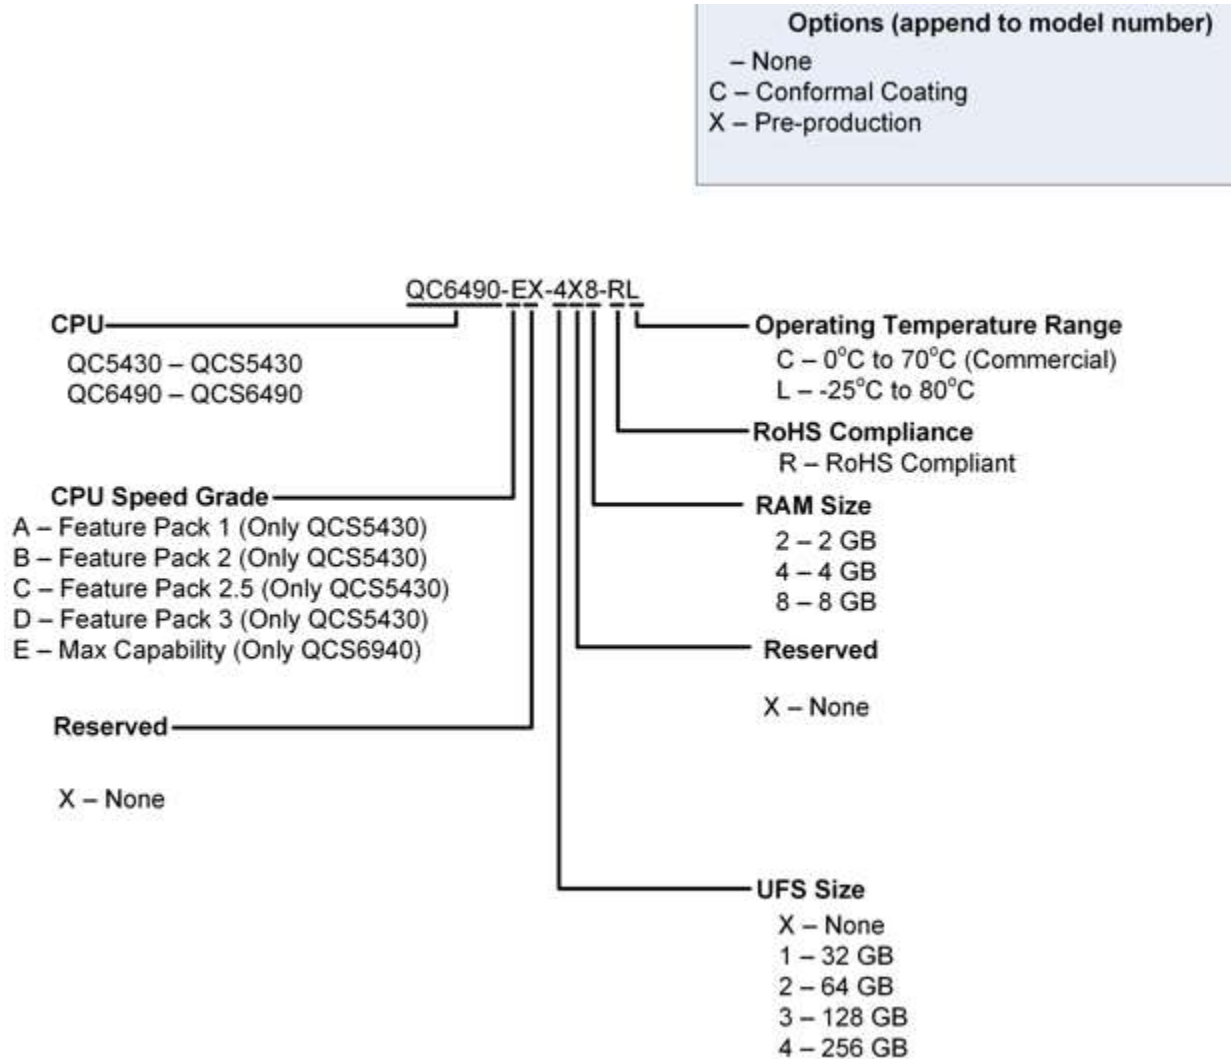 Options (append to model number)
– None
C – Conformal Coating
X – Pre-production
QC6490-EX-4X8-RL
CPU
QC5430 – QCS5430
QC6490 – QCS6490
CPU Speed Grade
A – Feature Pack 1 (Only QCS5430)
B – Feature Pack 2 (Only QCS5430)
C – Feature Pack 2.5 (Only QCS5430)
D – Feature Pack 3 (Only QCS5430)
E – Max Capability (Only QCS6940)
Reserved
X – None
Operating Temperature Range
C – 0°C to 70°C (Commercial)
L – -25°C to 80°C
RoHS Compliance
R – RoHS Compliant
RAM Size
2 – 2 GB
4 – 4 GB
8 – 8 GB
Reserved
X – None
UFS Size
X – None
1 – 32 GB
2 – 64 GB
3 – 128 GB
4 – 256 GB